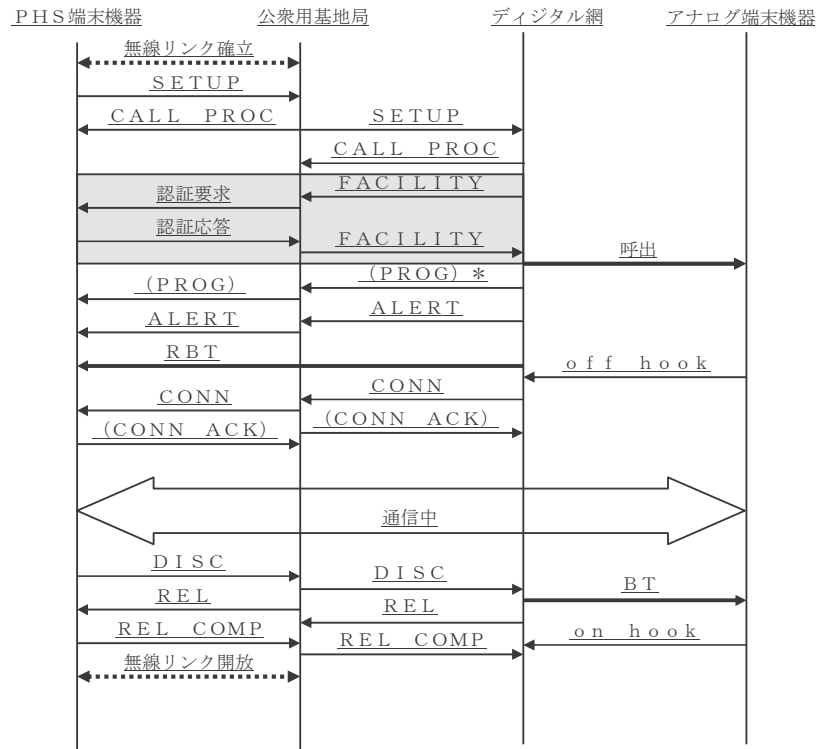 ＰＨＳ端末機器 公衆用基地局 ディジタル網 アナログ端末機器
無線リンク確立
ＳＥＴＵＰ
ＣＡＬＬ　ＰＲＯＣ ＳＥＴＵＰ
ＣＡＬＬ　ＰＲＯＣ
ＦＡＣＩＬＩＴＹ
認証要求
認証応答
ＦＡＣＩＬＩＴＹ
呼出
（ＰＲＯＧ）＊
（ＰＲＯＧ）
ＡＬＥＲＴ
ＡＬＥＲＴ
ＲＢＴ
ｏｆｆ　ｈｏｏｋ
ＣＯＮＮ
ＣＯＮＮ
（ＣＯＮＮ　ＡＣＫ）
（ＣＯＮＮ　ＡＣＫ）
通信中
ＤＩＳＣ
ＤＩＳＣ
ＢＴ
ＲＥＬ
ＲＥＬ
ＲＥＬ　ＣＯＭＰ
ｏｎ　ｈｏｏｋ
ＲＥＬ　ＣＯＭＰ
無線リンク開放